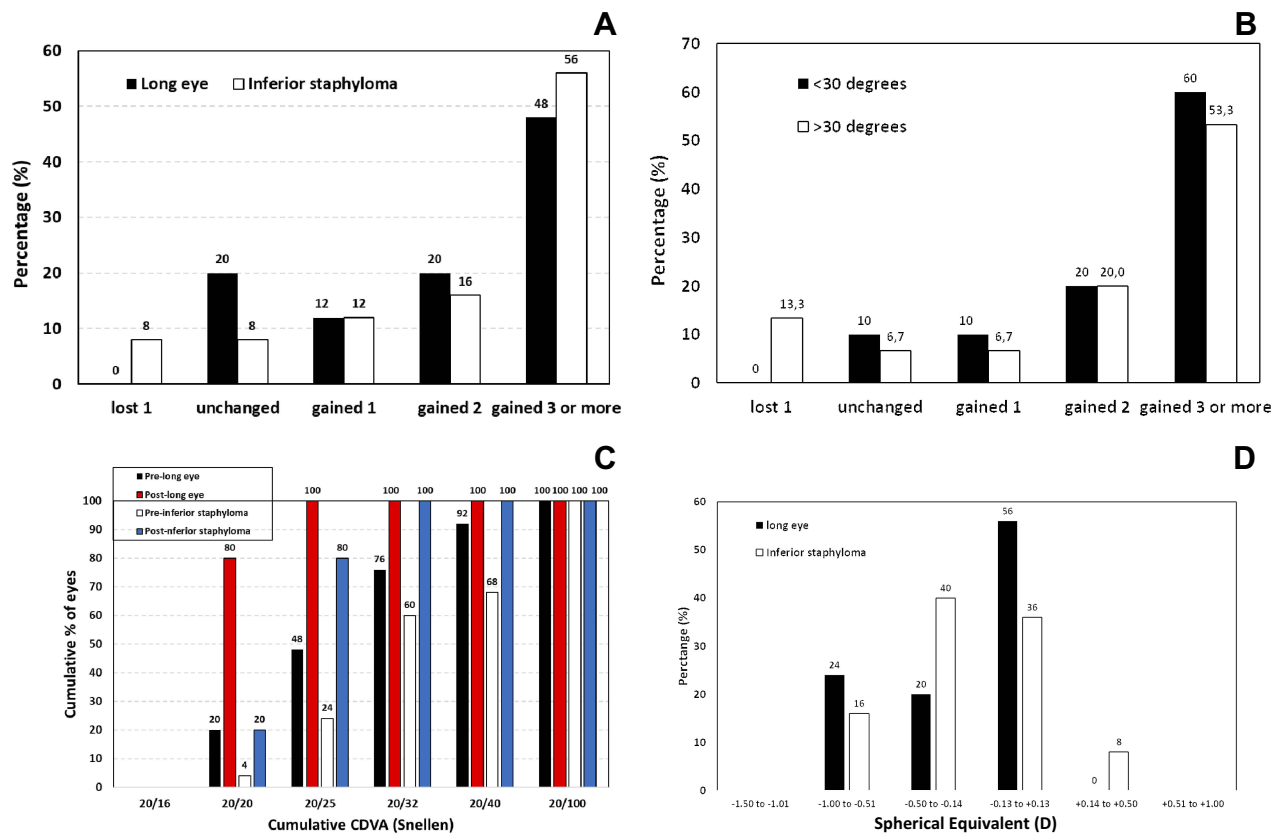 A
60
50
40
30
20
10
0
Percentage (%)
Long eye
Inferior staphyloma
0
8
20
8
12
12
20
16
48
56
lost 1
unchanged
gained 1
gained 2
gained 3 or more
B
70
60
50
40
30
20
10
0
Percentage (%)
<30 degrees
>30 degrees
0
13,3
10
6,7
10
6,7
20
20,0
60
53,3
lost 1
unchanged
gained 1
gained 2
gained 3 or more
C
Pre-long eye
Post-long eye
Pre-inferior staphyloma
Post-nferior staphyloma
100
90
80
70
60
50
40
30
20
10
0
Cumulative % of eyes
20
80
4
20
48
100
24
80
76
100
60
100
92
100
68
100
100
100
100
100
20/16
20/20
20/25
20/32
20/40
20/100
Cumulative CDVA (Snellen)
D
60
50
40
30
20
10
0
Perctange (%)
long eye
Inferior staphyloma
24
16
20
40
56
36
0
8
-1.50 to -1.01
-1.00 to -0.51
-0.50 to -0.14
-0.13 to +0.13
+0.14 to +0.50
+0.51 to +1.00
Spherical Equivalent (D)